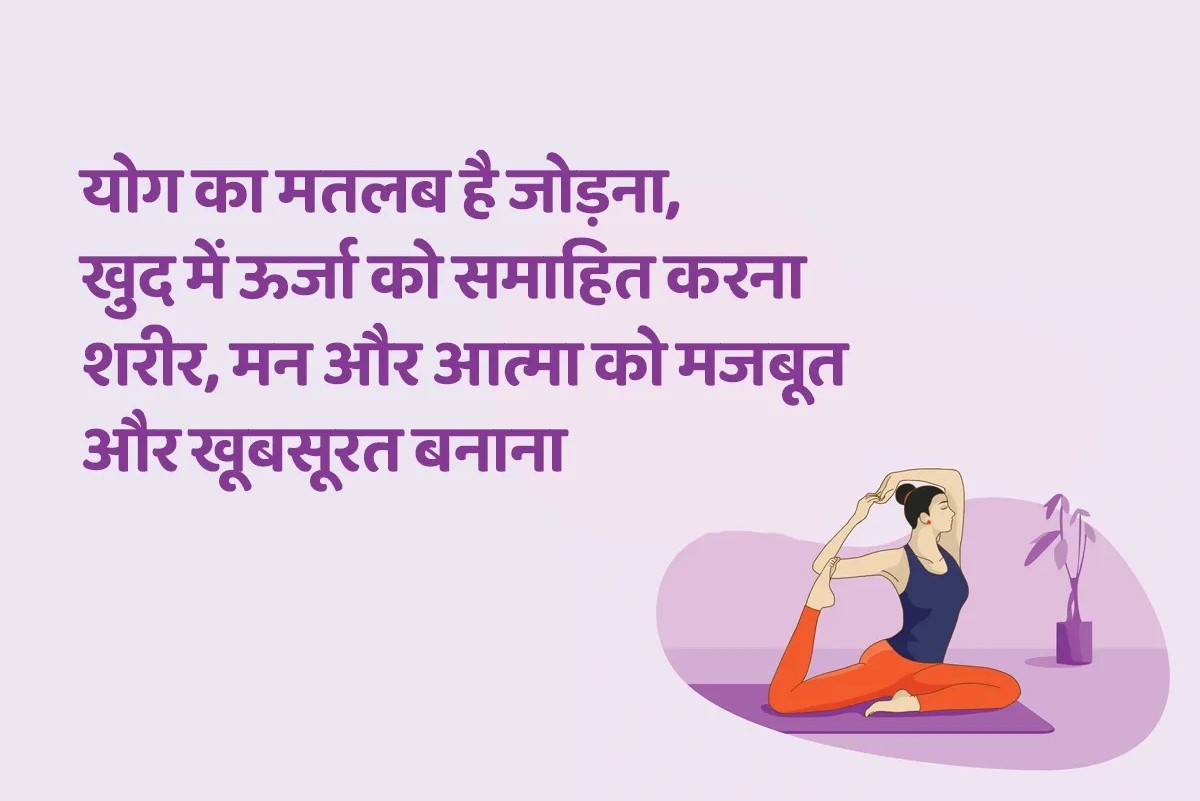 योग का मतलब है जोड़ना,
खुद में ऊर्जा को समाहित करना
शरीर, मन और आत्मा को मजबूत
और खूबसूरत बनाना